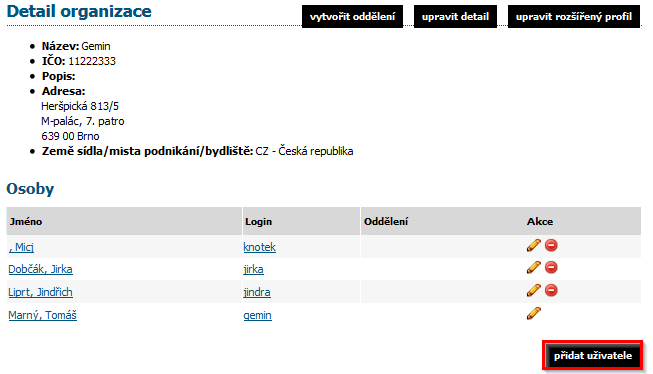 Detail organizace
vytvořit oddělení upravit detail upravit rozšířený profil
Název: Gemin
IČO: 11222333
Popis:
Adresa:
Heršpická 813/5
M-palác, 7. patro
639 00 Brno
Země sídla/mista podnikání/bydliště: CZ - Česká republika
Osoby
Jméno Login Oddělení Akce
, Micj knotek
Dobčák, Jirka jirka
Liprt, Jindřich jindra
Marný, Tomáš gemin
přidat uživatele